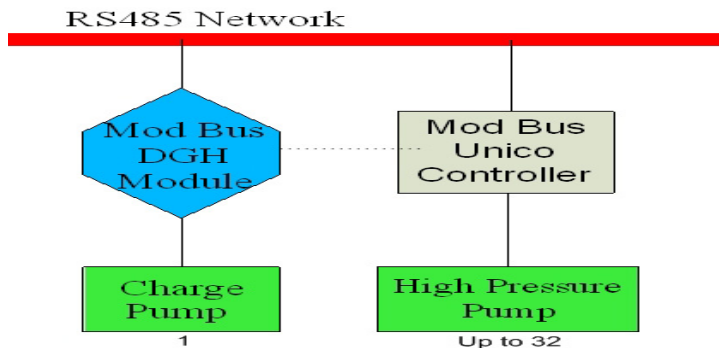 RS485 Network
Mod Bus
DGH
Module
Mod Bus
Unico
Controller
Charge
Pump
1
High Pressure
Pump
Up to 32